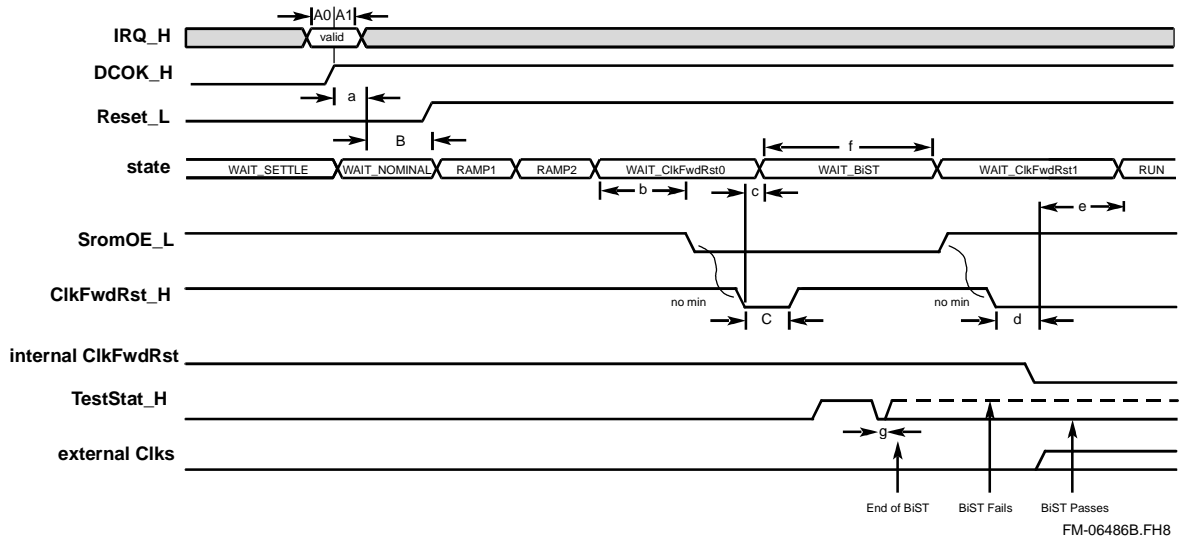 A0 A1
IRQ_H valid
DCOK_H
a
Reset_L
B
f
state WAIT_SETTLE WAIT_NOMINAL RAMP1 RAMP2 WAIT_ClkFwdRst0 WAIT_BiST WAIT_ClkFwdRst1 RUN
b c
e
SromOE_L
ClkFwdRst_H no min no min
C d
internal ClkFwdRst
TestStat_H
g
external Clks
End of BiST BiST Fails BiST Passes
FM-06486B.FH8